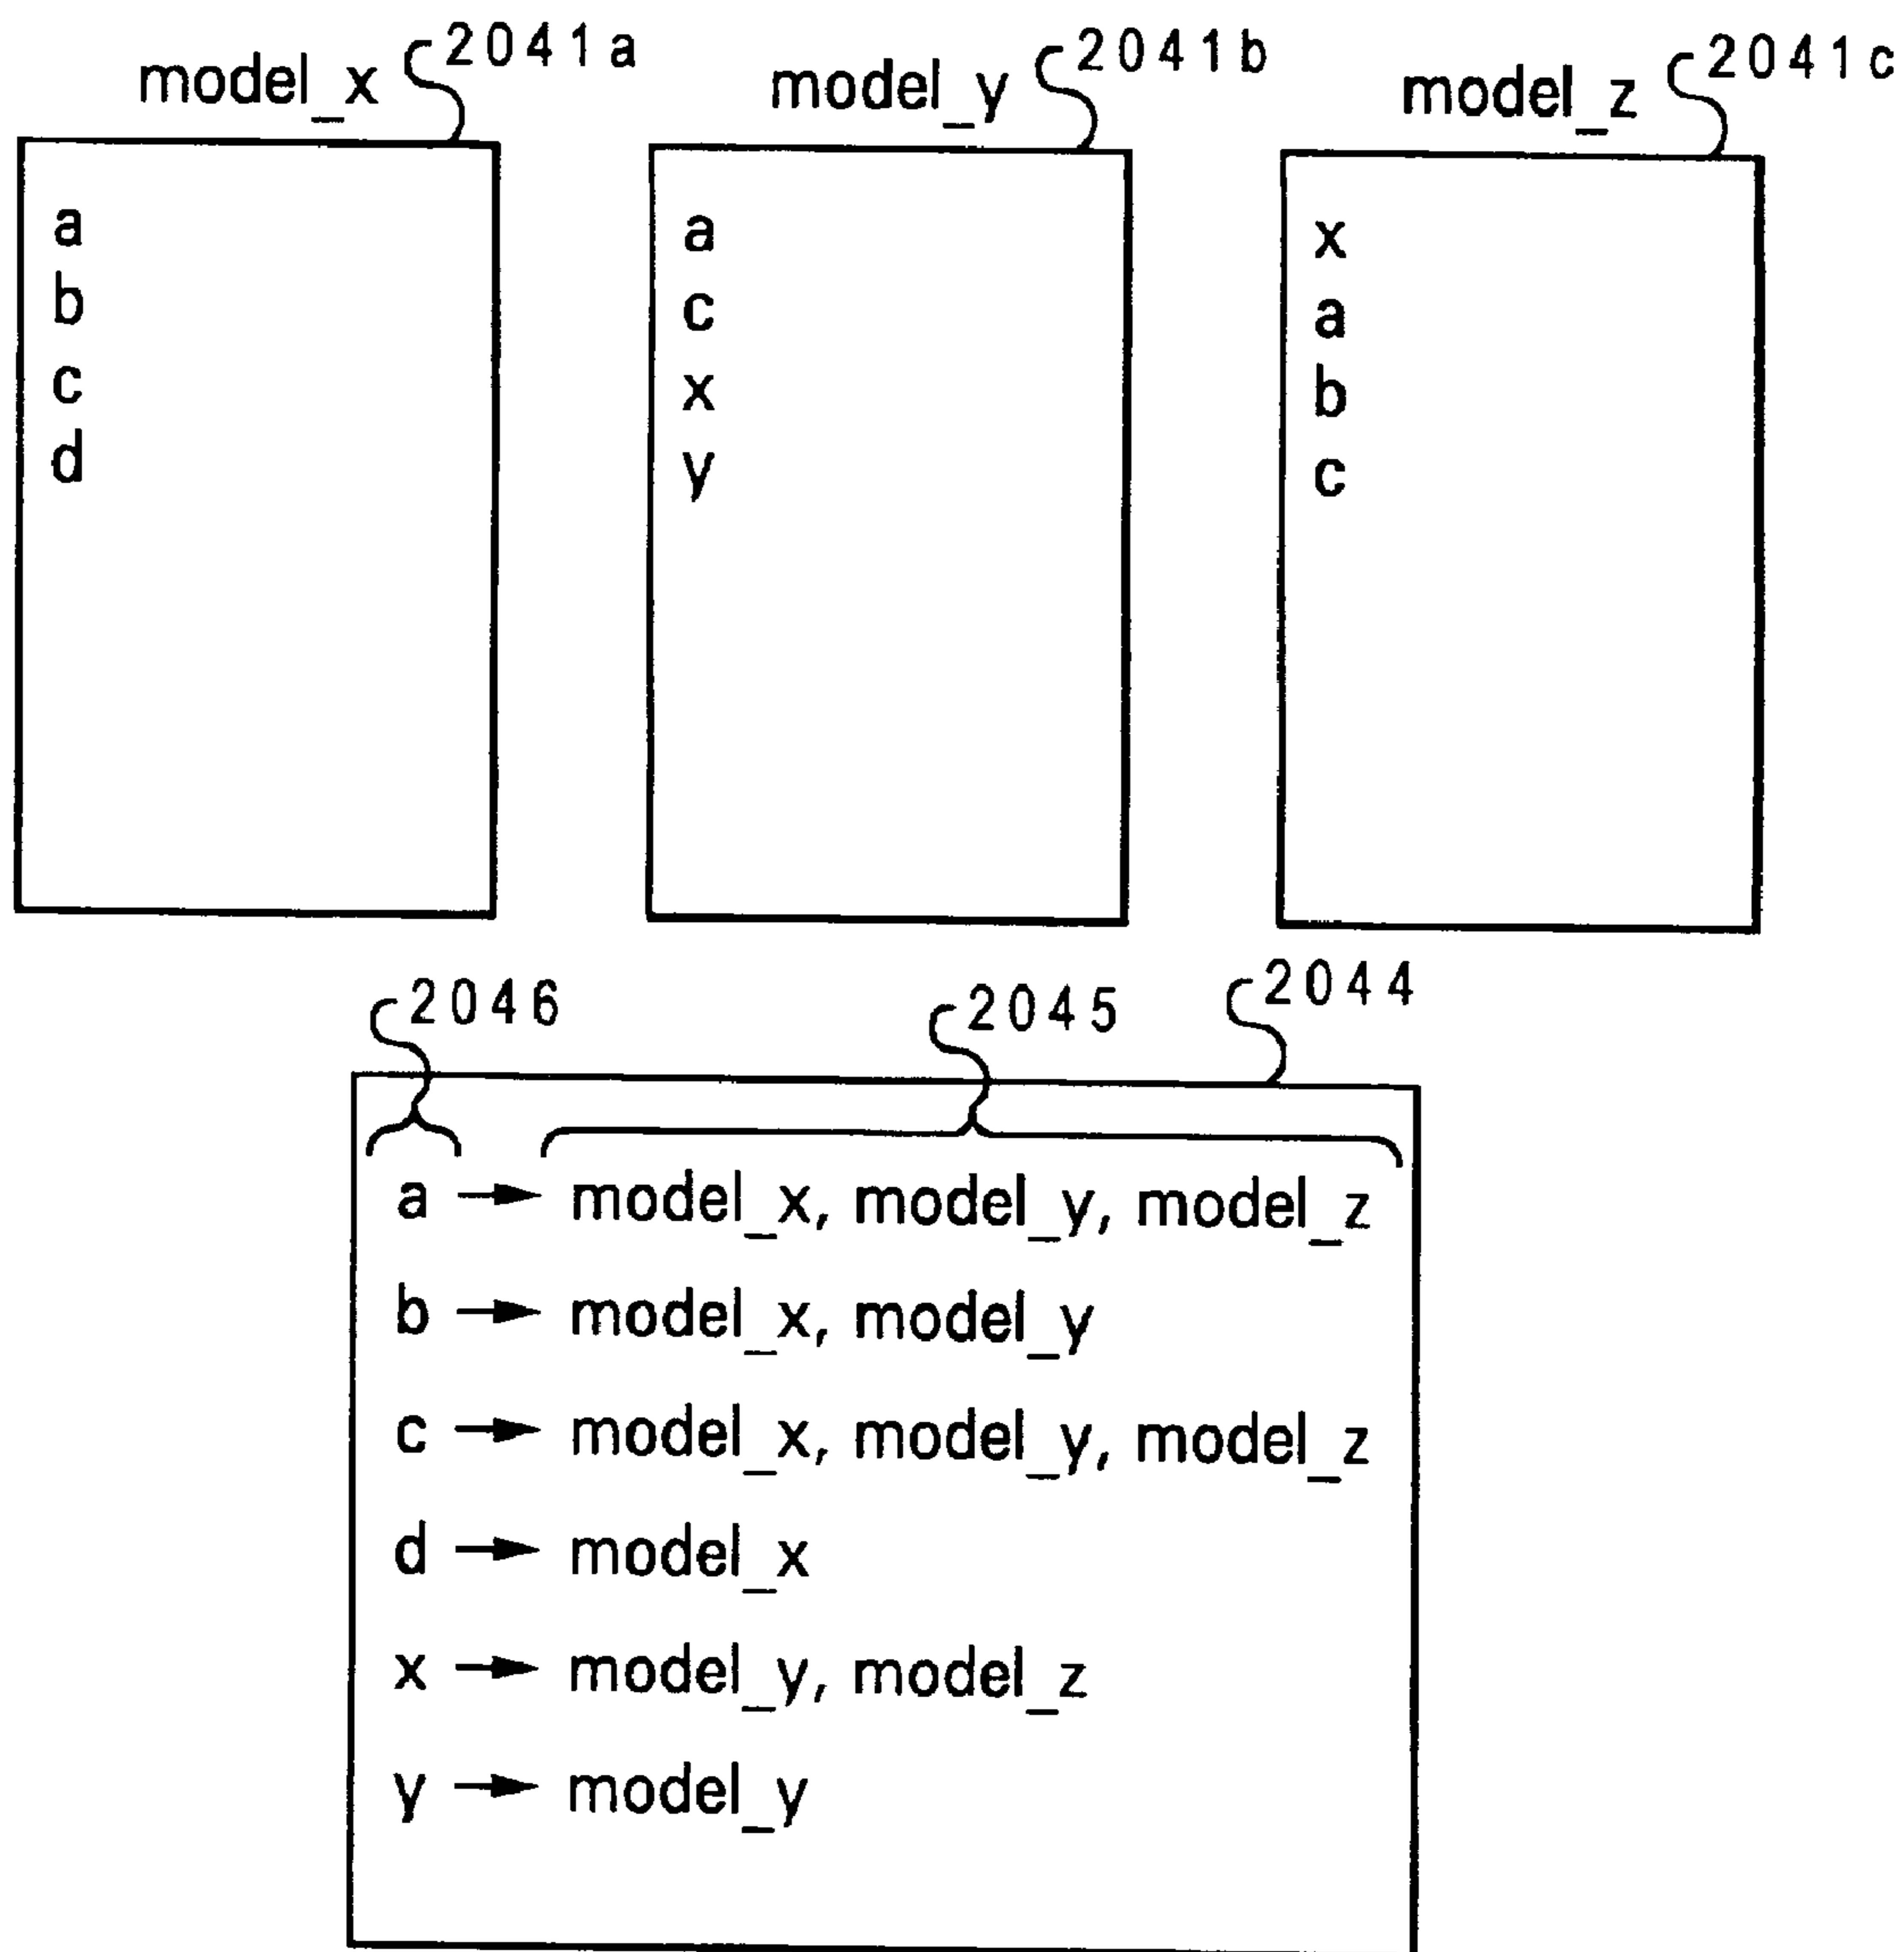 model_x 2041a
a
b
c
d
model_y 2041b
a
c
x
y
model_z 2041c
x
a
b
c
2046 2045 2044
a → model_x, model_y, model_z
b → model_x, model_y
c → model_x, model_y, model_z
d → model_x
x → model_y, model_z
y → model_y